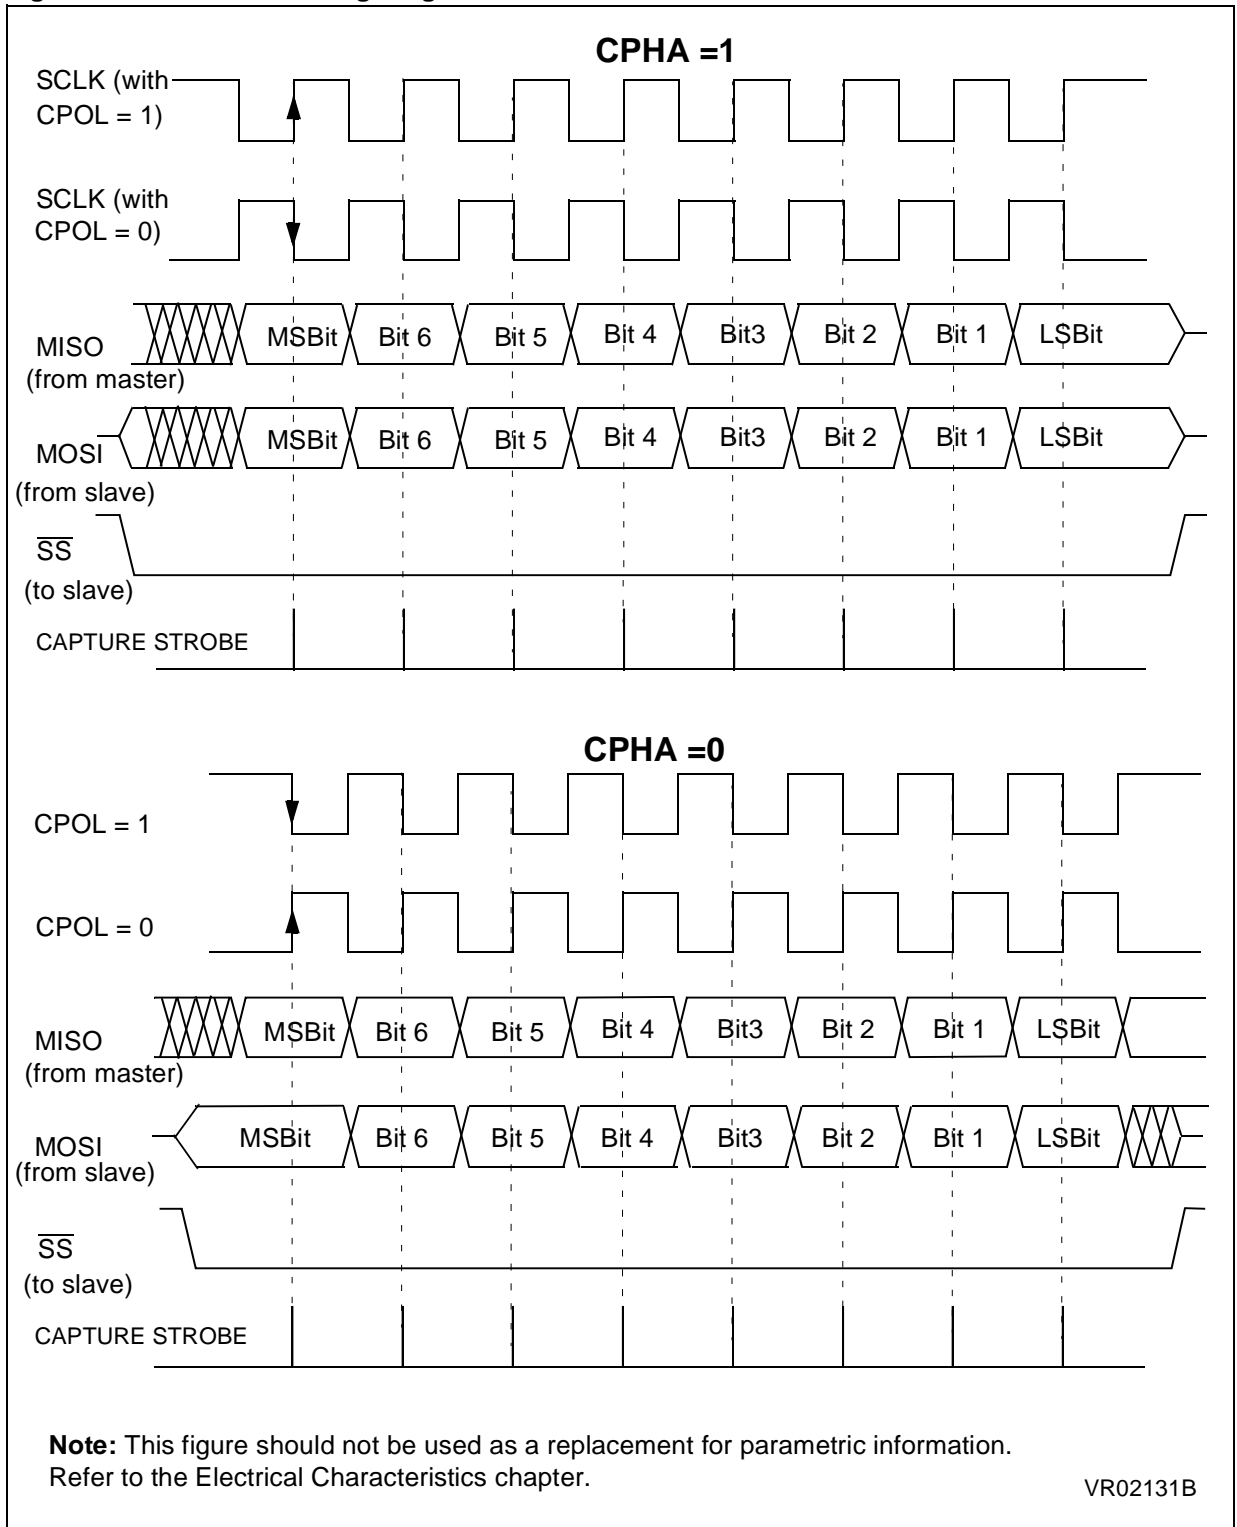 CPHA =1
SCLK (with
CPOL = 1)
SCLK (with
CPOL = 0)
MISO
(from master)
MSBit Bit 6 Bit 5 Bit 4 Bit3 Bit 2 Bit 1 LSBit
MOSI
(from slave)
MSBit Bit 6 Bit 5 Bit 4 Bit3 Bit 2 Bit 1 LSBit
SS
(to slave)
CAPTURE STROBE
CPHA =0
CPOL = 1
CPOL = 0
MISO
(from master)
MSBit Bit 6 Bit 5 Bit 4 Bit3 Bit 2 Bit 1 LSBit
MOSI
(from slave)
MSBit Bit 6 Bit 5 Bit 4 Bit3 Bit 2 Bit 1 LSBit
SS
(to slave)
CAPTURE STROBE
Note: This figure should not be used as a replacement for parametric information.
Refer to the Electrical Characteristics chapter.
VR02131B